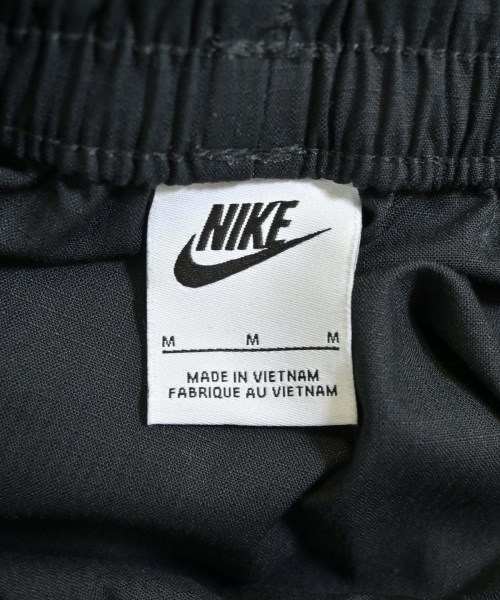 NIKE
M M M
MADE IN VIETNAM
FABRIQUE AU VIETNAM